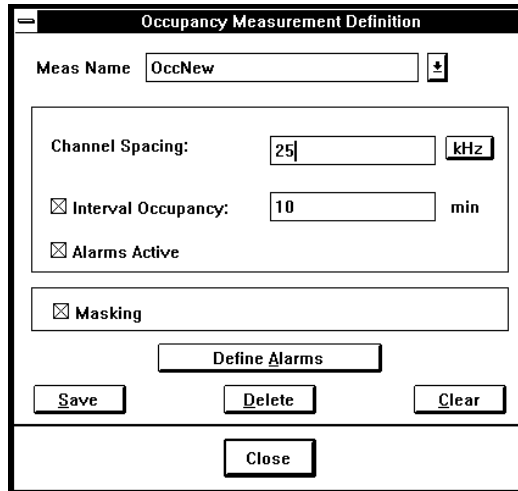 Occupancy Measurement Definition
Meas Name OccNew
Channel Spacing: 25 kHz
Interval Occupancy: 10 min
Alarms Active
Masking
Define Alarms
Save Delete Clear
Close